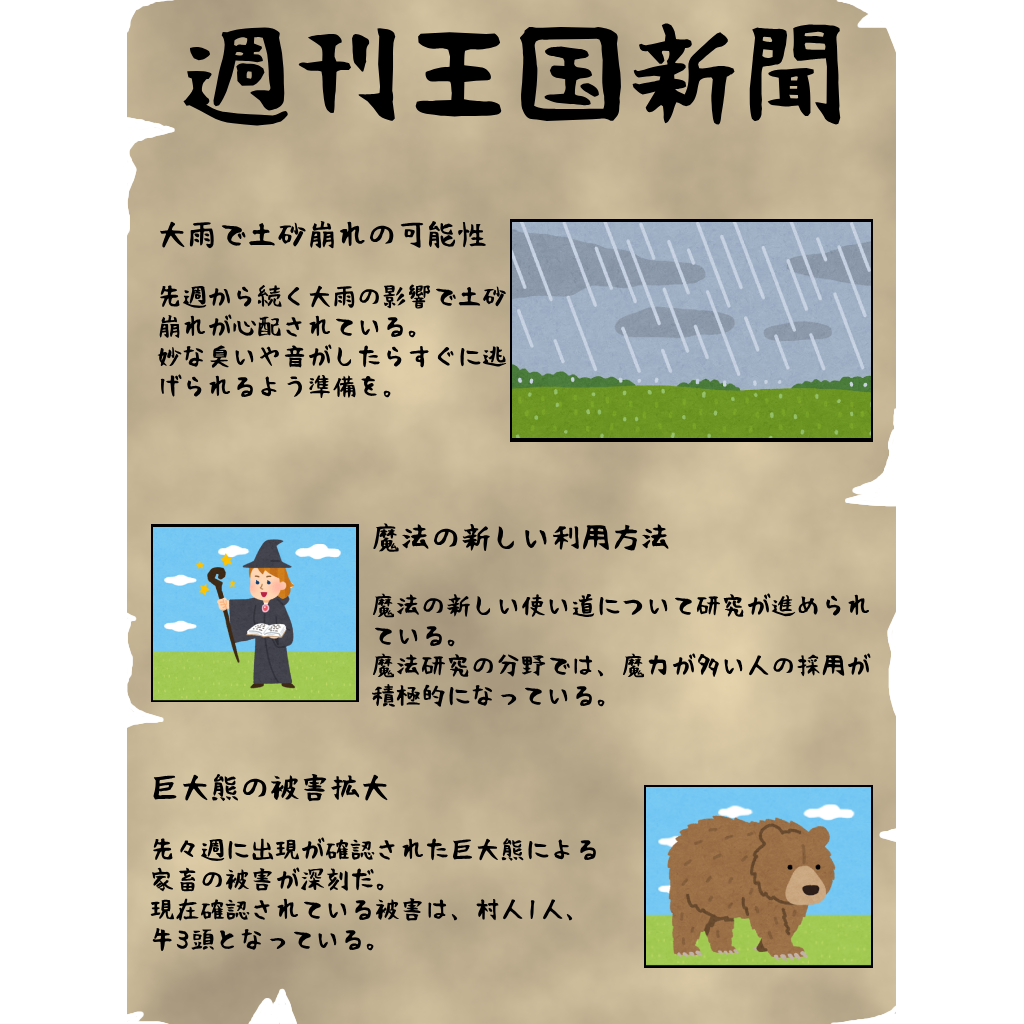 週刊王国新聞
大雨で土砂崩れの可能性
先週から続く大雨の影響で土砂
崩れが心配されている。
妙な臭いや音がしたらすぐに逃
げられるよう準備を。
魔法の新しい利用方法
魔法の新しい使い道について研究が進められ
ている。
魔法研究の分野では、魔力が多い人の採用が
積極的になっている。
巨大熊の被害拡大
先々週に出現が確認された巨大熊による
家畜の被害が深刻だ。
現在確認されている被害は、村人1人、
牛3頭となっている。